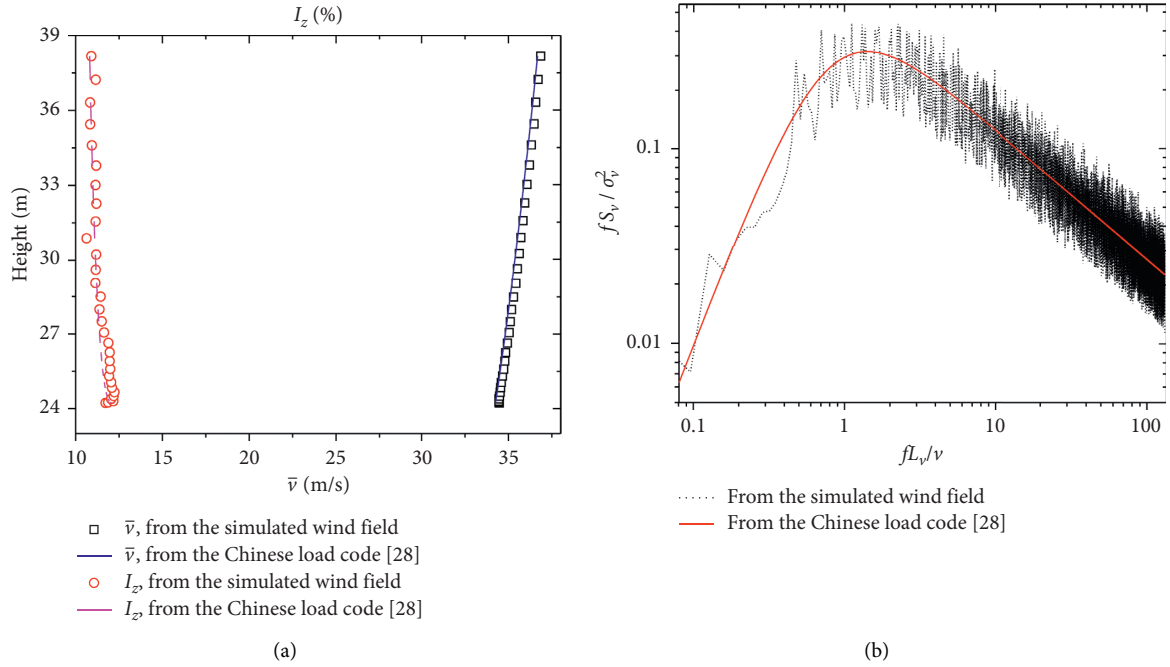 I_z (%)
39
36
33
30
27
24
Height (m)
10 15 20 25 30 35
v̄ (m/s)
v̄, from the simulated wind field
v̄, from the Chinese load code [28]
I_z, from the simulated wind field
I_z, from the Chinese load code [28]
(a)
0.1
0.01
f S_v / σ_v^2
0.1 1 10 100
fL_v/v
From the simulated wind field
From the Chinese load code [28]
(b)